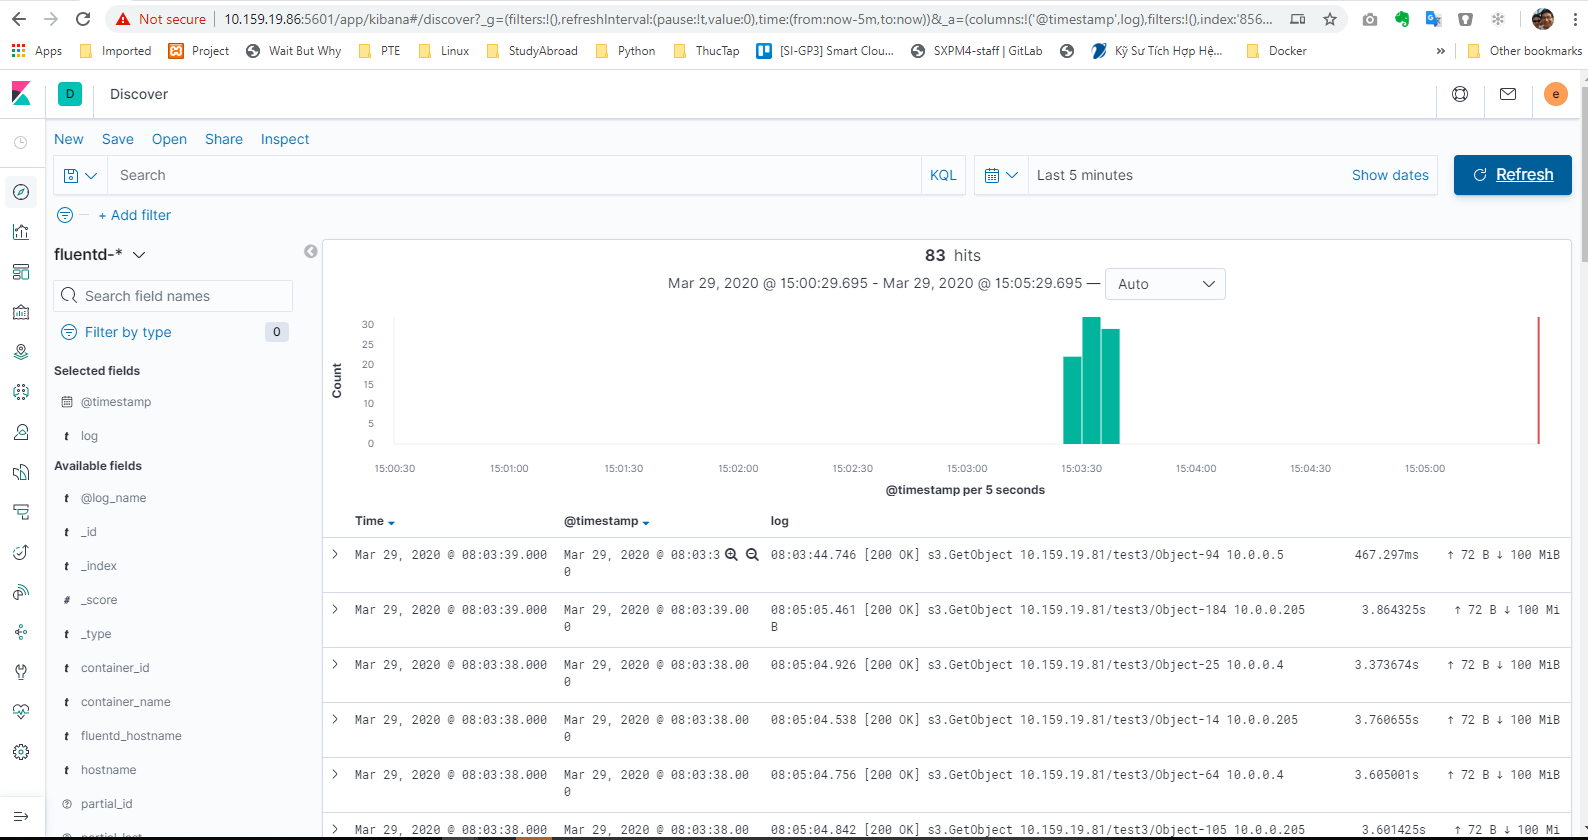 Not secure | 10.159.19.86:5601/app/kibana#/discover?_g=(filters:!(),refreshInterval:(pause:!t,value:0),time:(from:now-5m,to:now))&_a=(columns:!('@timestamp',log),filters:!(),index:'856...
Apps Imported Project Wait But Why PTE Linux StudyAbroad Python ThucTap [SI-GP3] Smart Clou... SXPM4-staff | GitLab Kỹ Sư Tích Hợp Hệ... Docker » Other bookmarks
D Discover e
New Save Open Share Inspect
Search KQL Last 5 minutes Show dates Refresh
+ Add filter
fluentd-*
Search field names
Filter by type 0
Selected fields
@timestamp
t log
Available fields
t @log_name
t _id
t _index
# _score
t _type
t container_id
t container_name
t fluentd_hostname
t hostname
partial_id
83 hits
Mar 29, 2020 @ 15:00:29.695 - Mar 29, 2020 @ 15:05:29.695 — Auto
Count
30
25
20
15
10
5
0
15:00:30 15:01:00 15:01:30 15:02:00 15:02:30 15:03:00 15:03:30 15:04:00 15:04:30 15:05:00
@timestamp per 5 seconds
Time @timestamp log
Mar 29, 2020 @ 08:03:39.000 Mar 29, 2020 @ 08:03:3 08:03:44.746 [200 OK] s3.GetObject 10.159.19.81/test3/Object-94 10.0.0.5 467.297ms ↑ 72 B ↓ 100 MiB
0
Mar 29, 2020 @ 08:03:39.000 Mar 29, 2020 @ 08:03:39.00 08:05:05.461 [200 OK] s3.GetObject 10.159.19.81/test3/Object-184 10.0.0.205 3.864325s ↑ 72 B ↓ 100 Mi
0 B
Mar 29, 2020 @ 08:03:38.000 Mar 29, 2020 @ 08:03:38.00 08:05:04.926 [200 OK] s3.GetObject 10.159.19.81/test3/Object-25 10.0.0.4 3.373674s ↑ 72 B ↓ 100 MiB
0
Mar 29, 2020 @ 08:03:38.000 Mar 29, 2020 @ 08:03:38.00 08:05:04.538 [200 OK] s3.GetObject 10.159.19.81/test3/Object-14 10.0.0.205 3.760655s ↑ 72 B ↓ 100 MiB
0
Mar 29, 2020 @ 08:03:38.000 Mar 29, 2020 @ 08:03:38.00 08:05:04.756 [200 OK] s3.GetObject 10.159.19.81/test3/Object-64 10.0.0.4 3.605001s ↑ 72 B ↓ 100 MiB
0
Mar 29, 2020 @ 08:03:38.000 Mar 29, 2020 @ 08:03:38.00 08:05:04.842 [200 OK] s3.GetObject 10.159.19.81/test3/Object-105 10.0.0.205 3.601425s ↑ 72 B ↓ 100 Mi